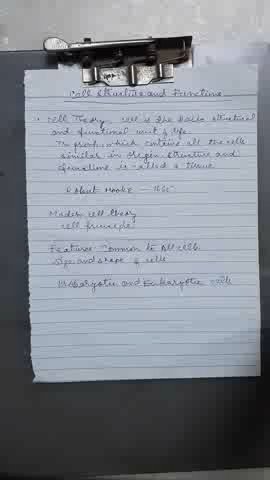 Cell Structure and Function
• Cell Theory cell is the basic structural
and functional unit of life.
The group which contains all the cells
similar in origin structure and
functions is called a tissue
Robert Hooke - 1665
Modern cell theory
cell principle
Features Common to All cells
size and shape of cells
Prokaryotic and Eukaryotic cells